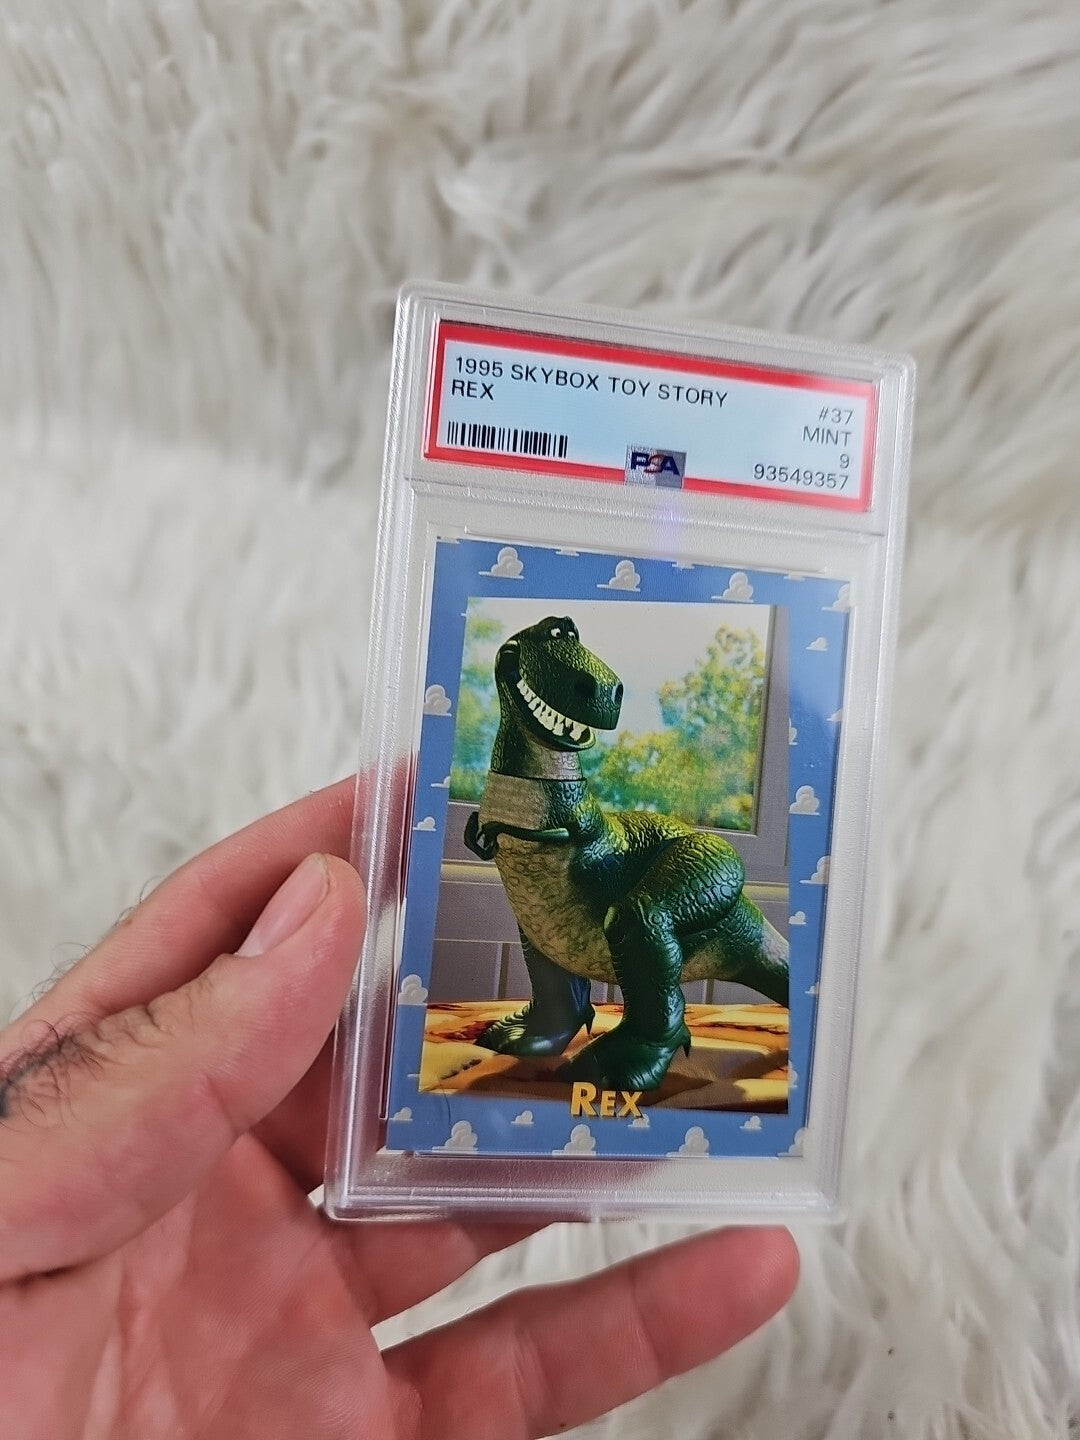 1995 SKYBOX TOY STORY
REX
#37
MINT
9
93549357
PSA
REX